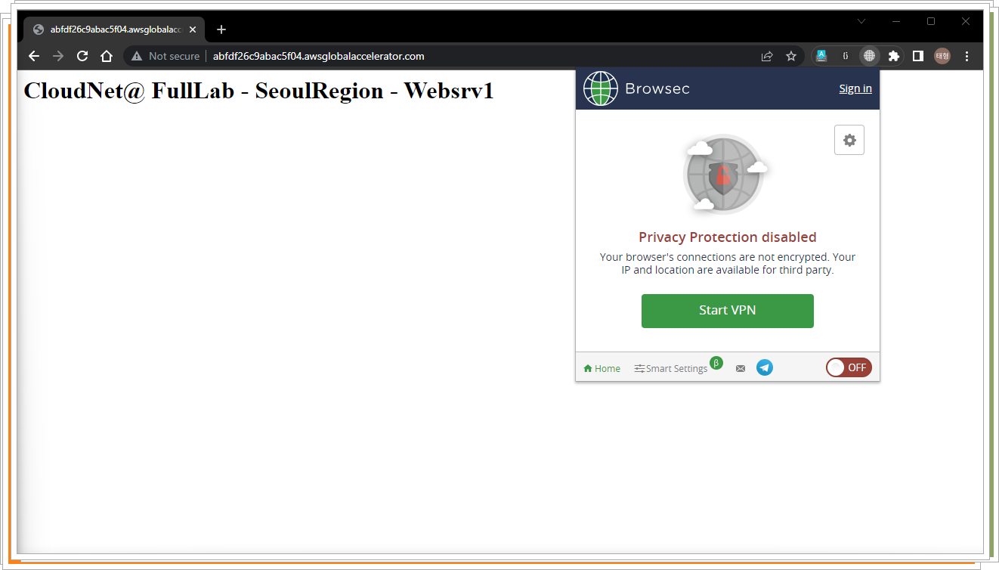 abfdf26c9abac5f04.awsglobalacc
Not secure
abfdf26c9abac5f04.awsglobalaccelerator.com
태형
CloudNet@ FullLab - SeoulRegion - Websrv1
Browsec
Sign in
Privacy Protection disabled
Your browser's connections are not encrypted. Your
IP and location are available for third party.
Start VPN
Home
Smart Settings
β
OFF